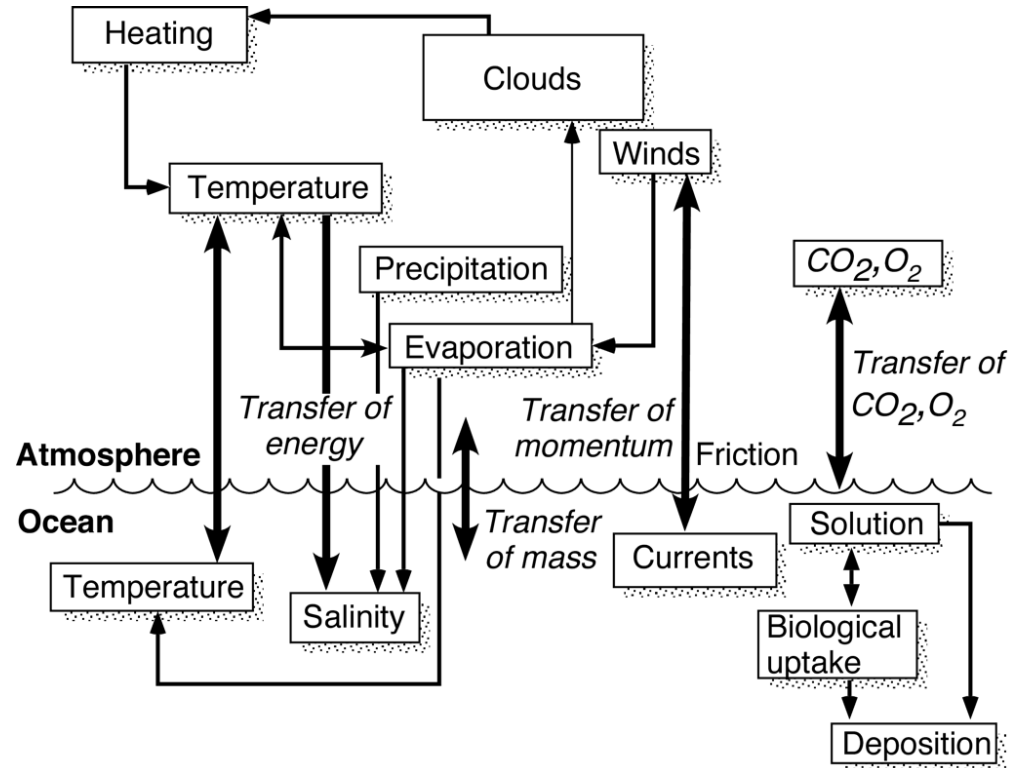 Heating
Clouds
Winds
Temperature
Precipitation
CO2,O2
Evaporation
Transfer of
CO2,O2
Transfer of
energy
Transfer of
momentum
Friction
Atmosphere
Ocean
Transfer
of mass
Solution
Currents
Temperature
Salinity
Biological
uptake
Deposition